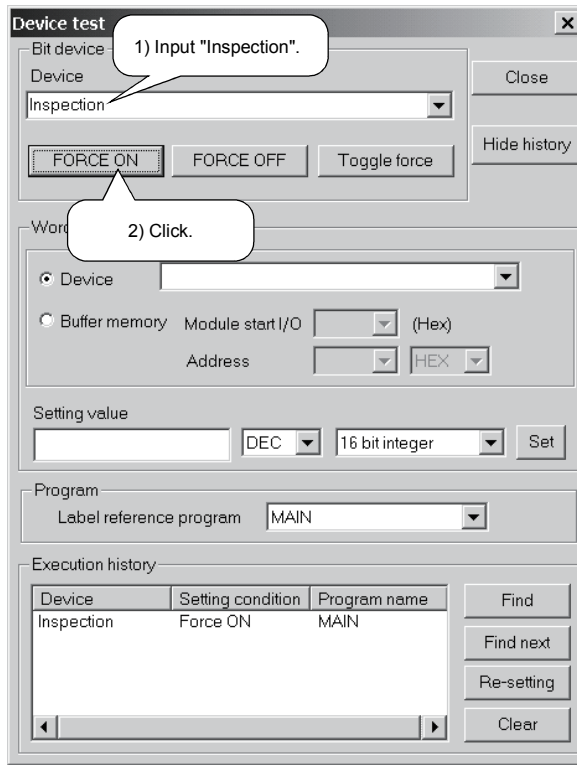 Device test
1) Input "Inspection".
Bit device
Device
Close
Inspection
Hide history
FORCE ON FORCE OFF Toggle force
2) Click.
Device
Buffer memory Module start I/O (Hex)
Address HEX
Setting value
DEC 16 bit integer Set
Program
Label reference program MAIN
Execution history
Device Setting condition Program name
Inspection Force ON MAIN
Find
Find next
Re-setting
Clear